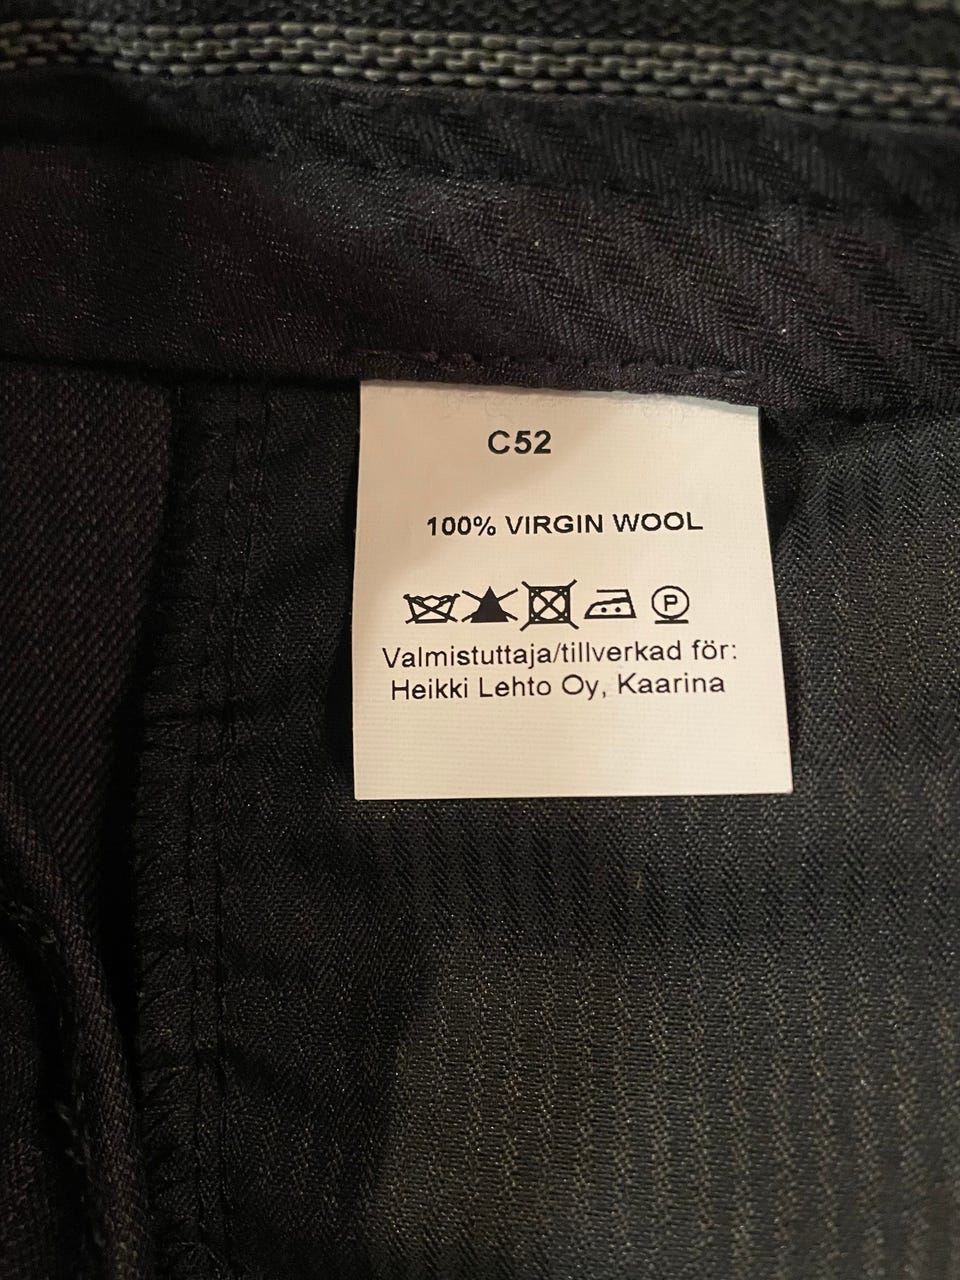 C52
100% VIRGIN WOOL
P
Valmistuttaja/tillverkad för:
Heikki Lehto Oy, Kaarina